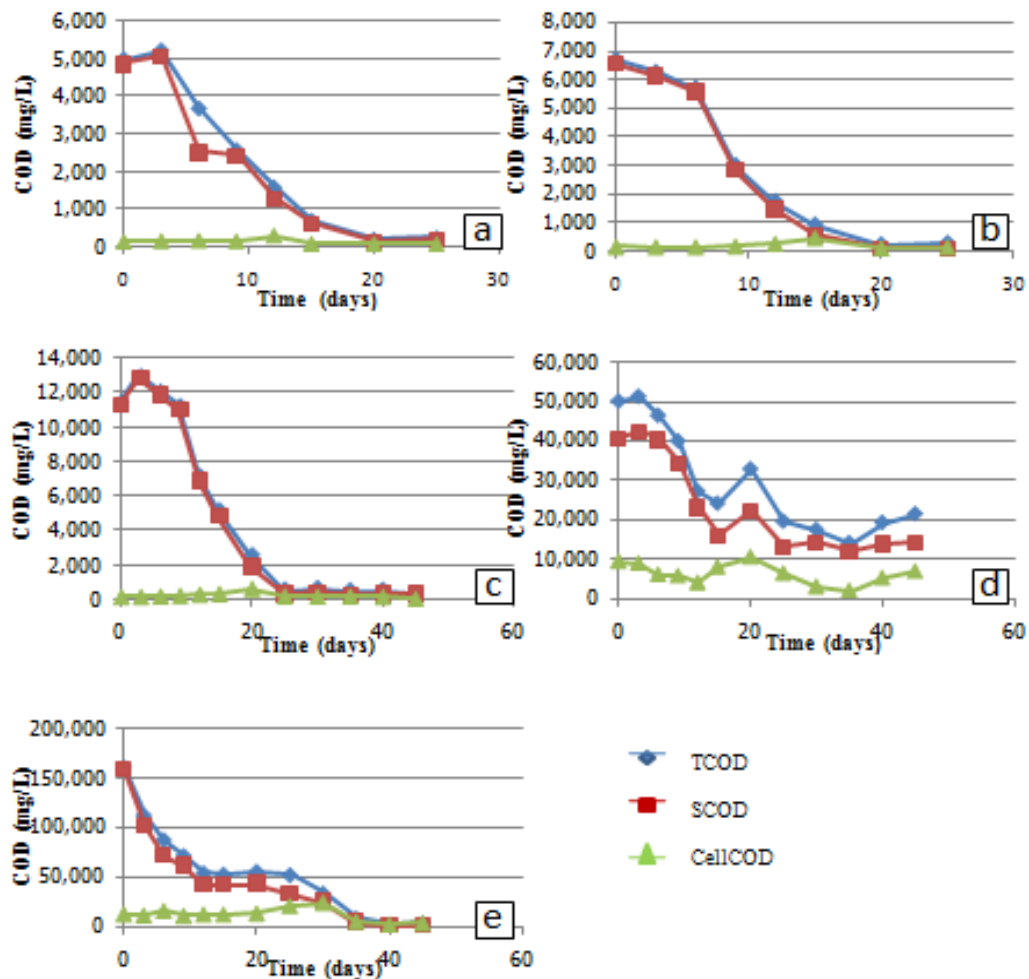 6,000
5,000
4,000
3,000
2,000
1,000
0
COD (mg/L)
0 10 20 30
Time (days)
a
8,000
7,000
6,000
5,000
4,000
3,000
2,000
1,000
0
COD (mg/L)
0 10 20 30
Time (days)
b
14,000
12,000
10,000
8,000
6,000
4,000
2,000
0
COD (mg/L)
0 20 40 60
Time (days)
c
60,000
50,000
40,000
30,000
20,000
10,000
0
COD (mg/L)
0 20 40 60
Time (days)
d
200,000
150,000
100,000
50,000
0
COD (mg/L)
0 20 40 60
Time (days)
e
TCOD
SCOD
CellCOD